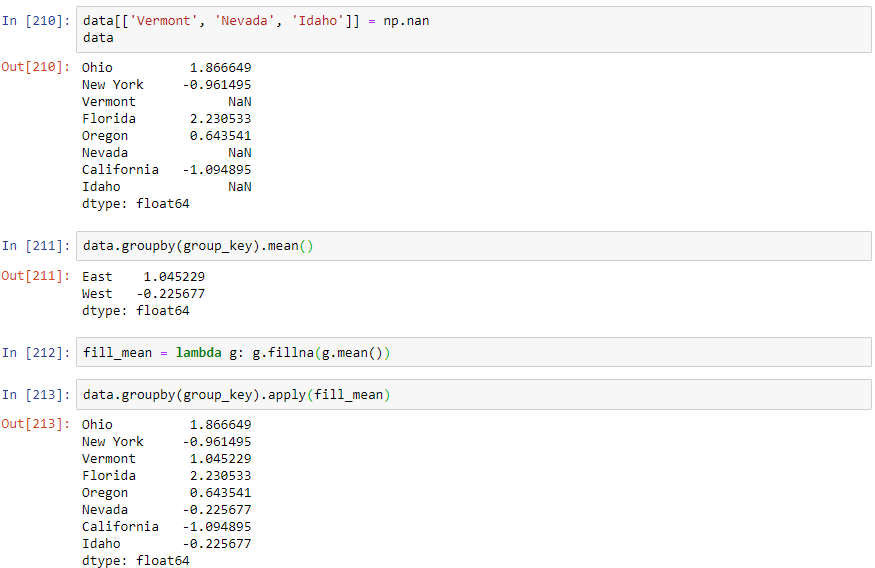 In [210]: data[['Vermont', 'Nevada', 'Idaho']] = np.nan
data
Out[210]: Ohio 1.866649
New York -0.961495
Vermont NaN
Florida 2.230533
Oregon 0.643541
Nevada NaN
California -1.094895
Idaho NaN
dtype: float64
In [211]: data.groupby(group_key).mean()
Out[211]: East 1.045229
West -0.225677
dtype: float64
In [212]: fill_mean = lambda g: g.fillna(g.mean())
In [213]: data.groupby(group_key).apply(fill_mean)
Out[213]: Ohio 1.866649
New York -0.961495
Vermont 1.045229
Florida 2.230533
Oregon 0.643541
Nevada -0.225677
California -1.094895
Idaho -0.225677
dtype: float64